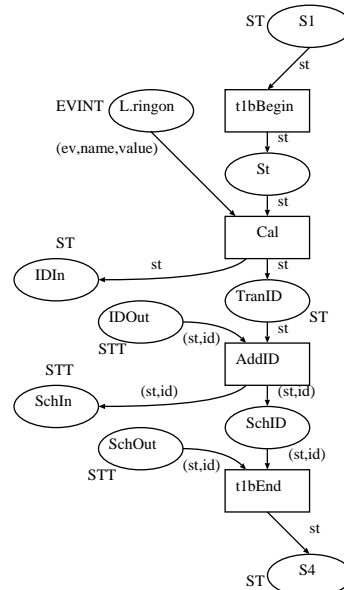 ST
S1
st
EVINT
L.ringon
t1bBegin
(ev,name,value)
st
St
st
Cal
ST
st
st
IDIn
TranID
ST
IDOut
st
STT
(st,id)
AddID
STT
(st,id)
(st,id)
SchIn
SchID
SchOut
STT
(st,id)
(st,id)
t1bEnd
st
ST
S4